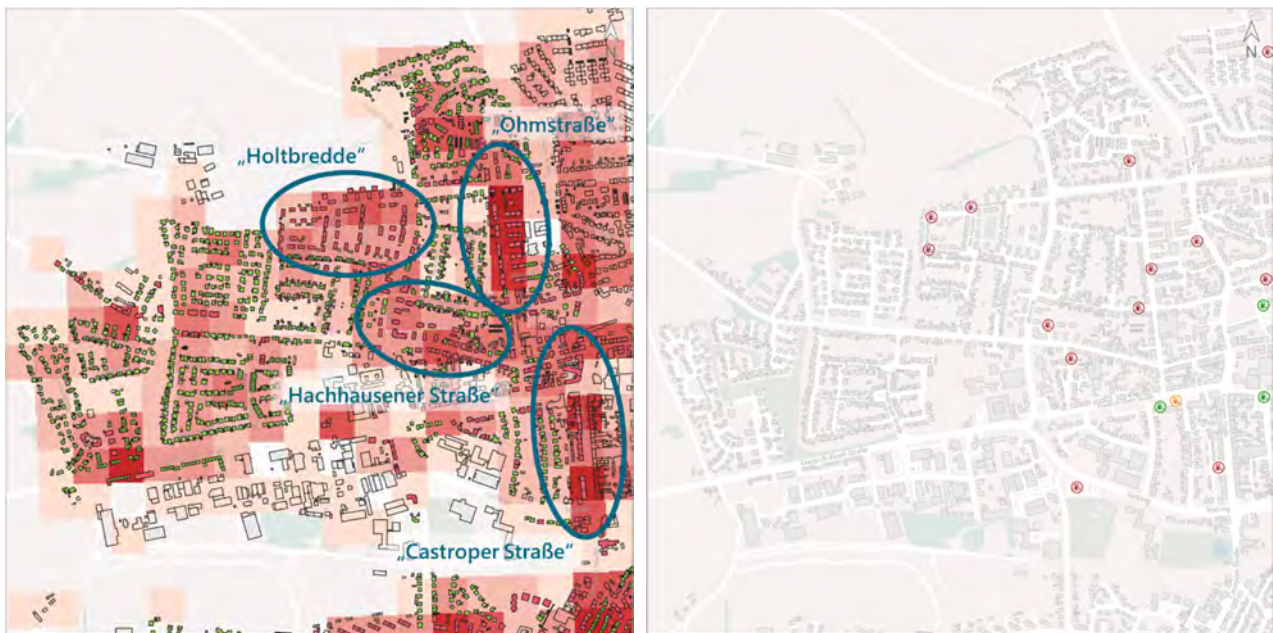 „Ohmstraße“
„Holtbredde“
„Hachhausener Straße“
„Castroper Straße“
N
N